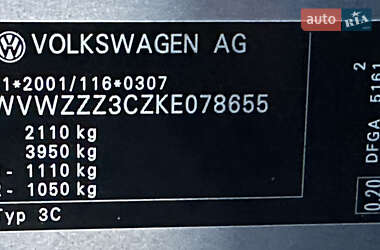 auto RIA
VOLKSWAGEN AG
1*2001/116*0307
WVWZZZ3CZKE078655
2110 kg
3950 kg
- 1110 kg
- 1050 kg
Typ 3C
2
DFGA 5161
0.20